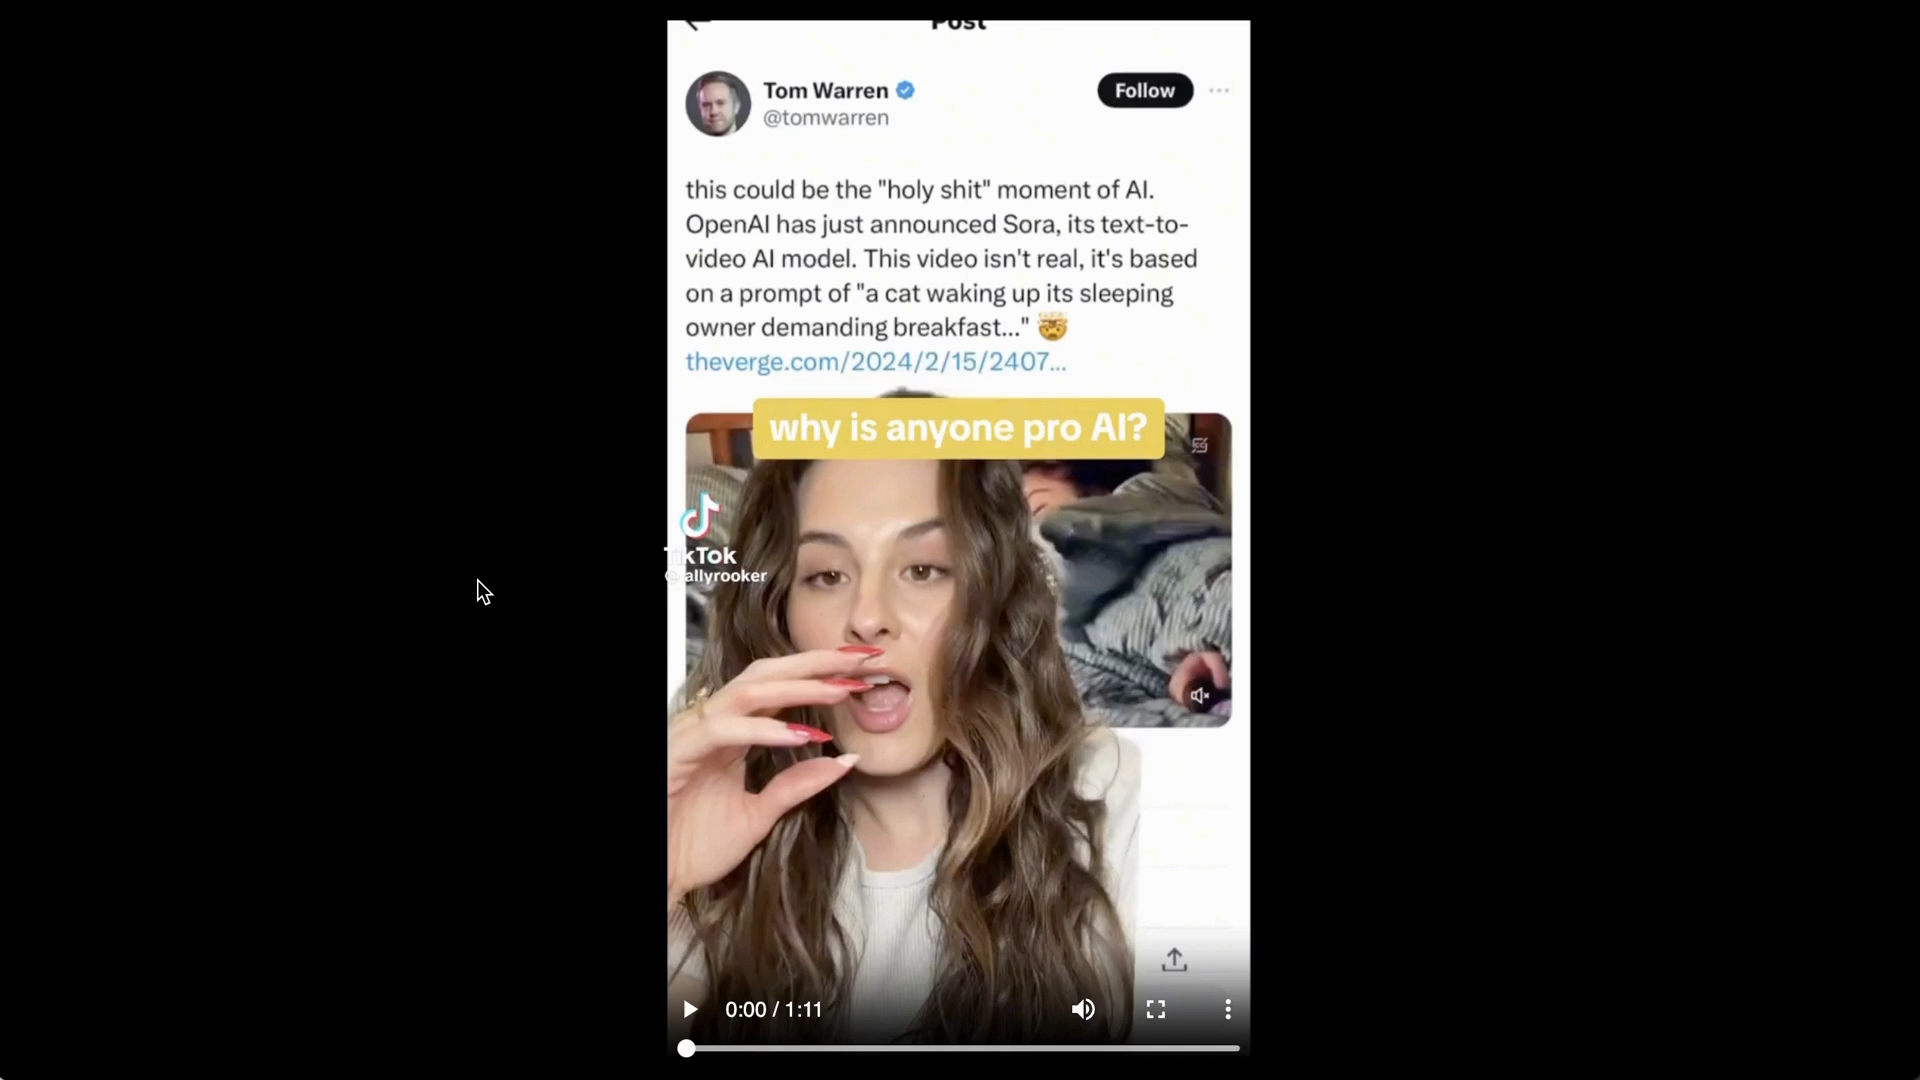 Post
Tom Warren
Follow
@tomwarren
this could be the "holy shit" moment of AI.
OpenAI has just announced Sora, its text-to-
video AI model. This video isn't real, it's based
on a prompt of "a cat waking up its sleeping
owner demanding breakfast..." 🤯
theverge.com/2024/2/15/2407...
why is anyone pro AI?
TikTok
@allyrooker
0:00 / 1:11